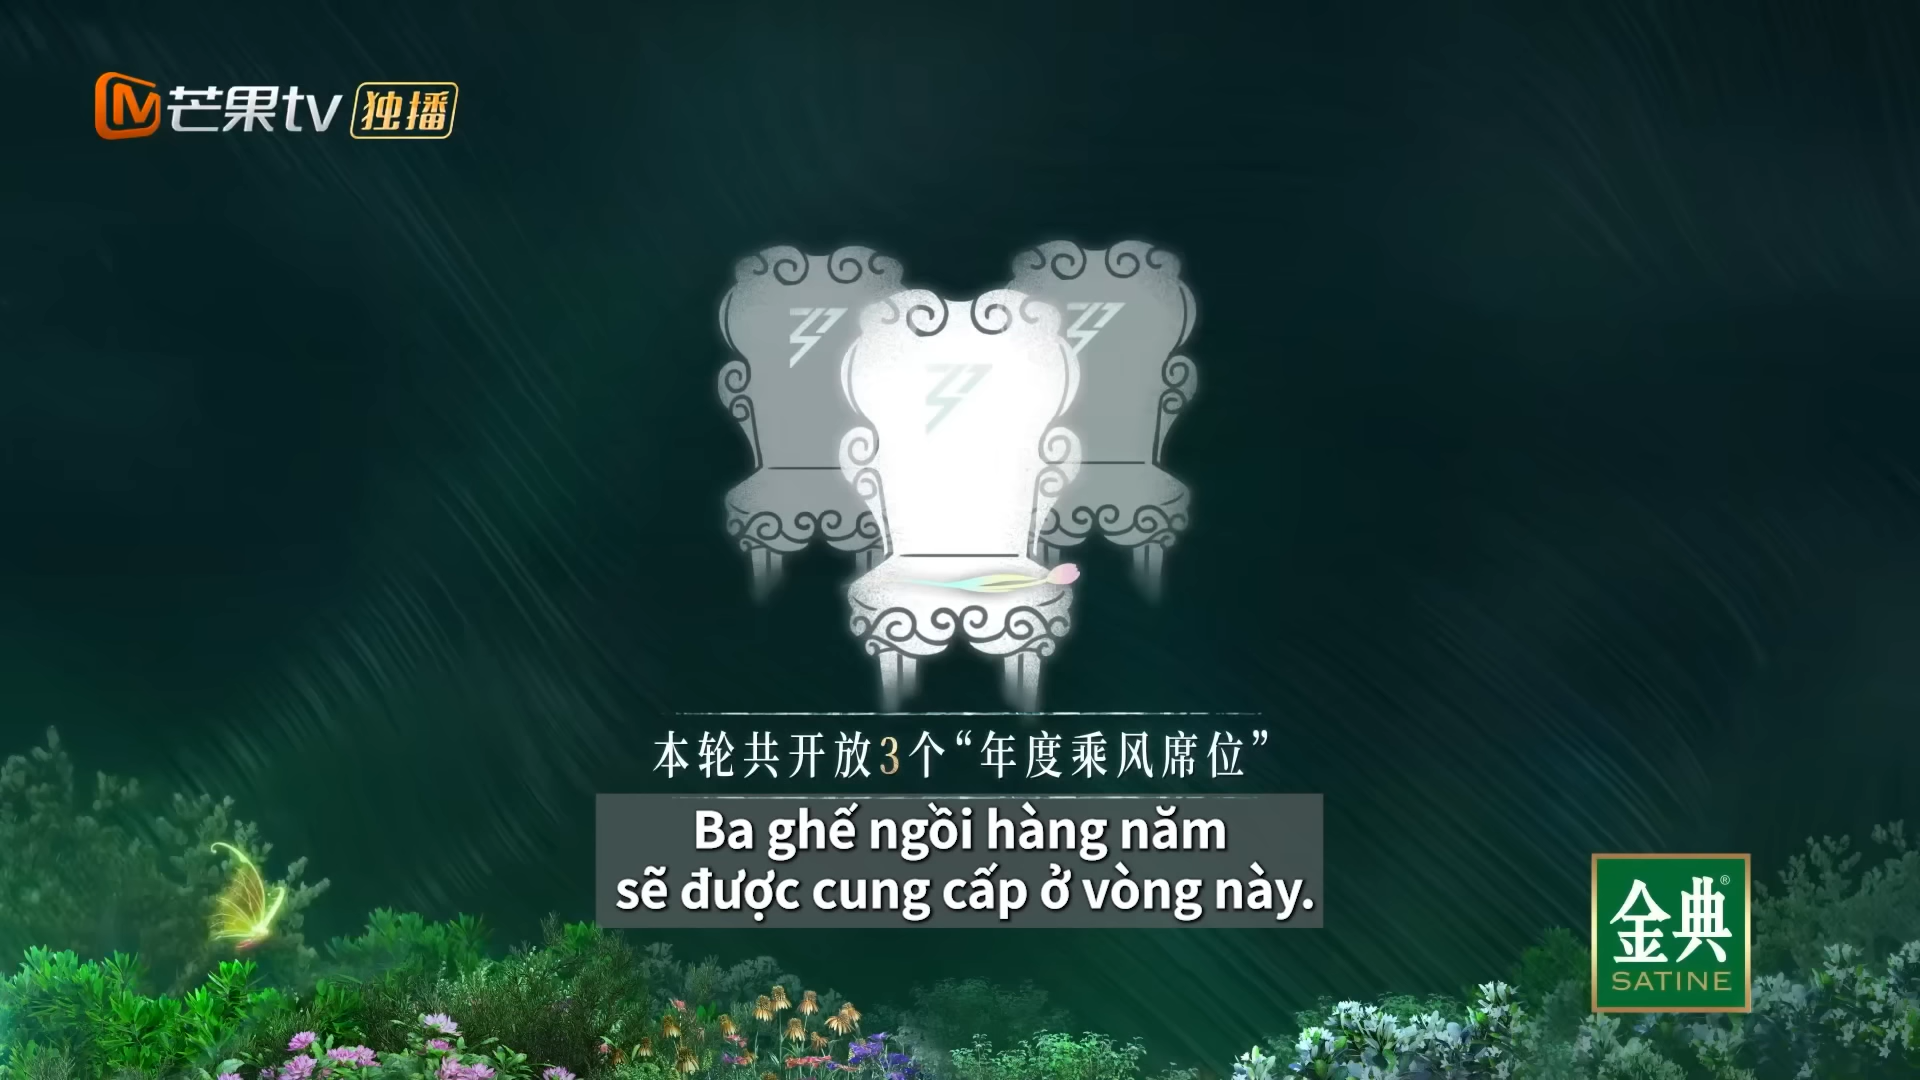 芒果tv 独播
本轮共开放3个“年度乘风席位”
Ba ghế ngồi hàng năm
sẽ được cung cấp ở vòng này.
金典®
SATINE